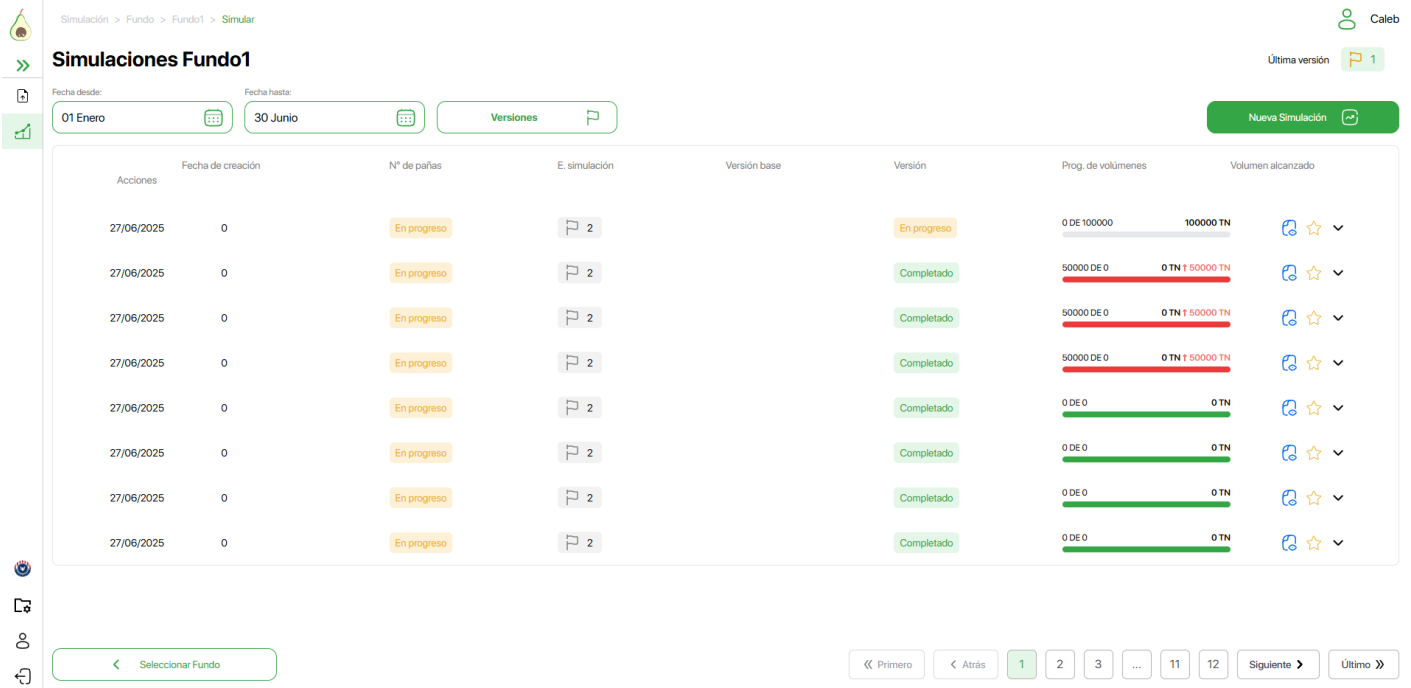 Simulación > Fundo > Fundo1 > Simular
Caleb
Simulaciones Fundo1
Última versión 1
Fecha desde:
Fecha hasta:
01 Enero
30 Junio
Versiones
Nueva Simulación
Fecha de creación N° de pañas E. simulación Versión base Versión Prog. de volúmenes Volumen alcanzado
Acciones
27/06/2025 0 En progreso 2 En progreso 0 DE 100000 100000 TN
27/06/2025 0 En progreso 2 Completado 50000 DE 0 0 TN ↑ 50000 TN
27/06/2025 0 En progreso 2 Completado 50000 DE 0 0 TN ↑ 50000 TN
27/06/2025 0 En progreso 2 Completado 50000 DE 0 0 TN ↑ 50000 TN
27/06/2025 0 En progreso 2 Completado 0 DE 0 0 TN
27/06/2025 0 En progreso 2 Completado 0 DE 0 0 TN
27/06/2025 0 En progreso 2 Completado 0 DE 0 0 TN
27/06/2025 0 En progreso 2 Completado 0 DE 0 0 TN
Seleccionar Fundo
Primero Atrás 1 2 3 ... 11 12 Siguiente Último